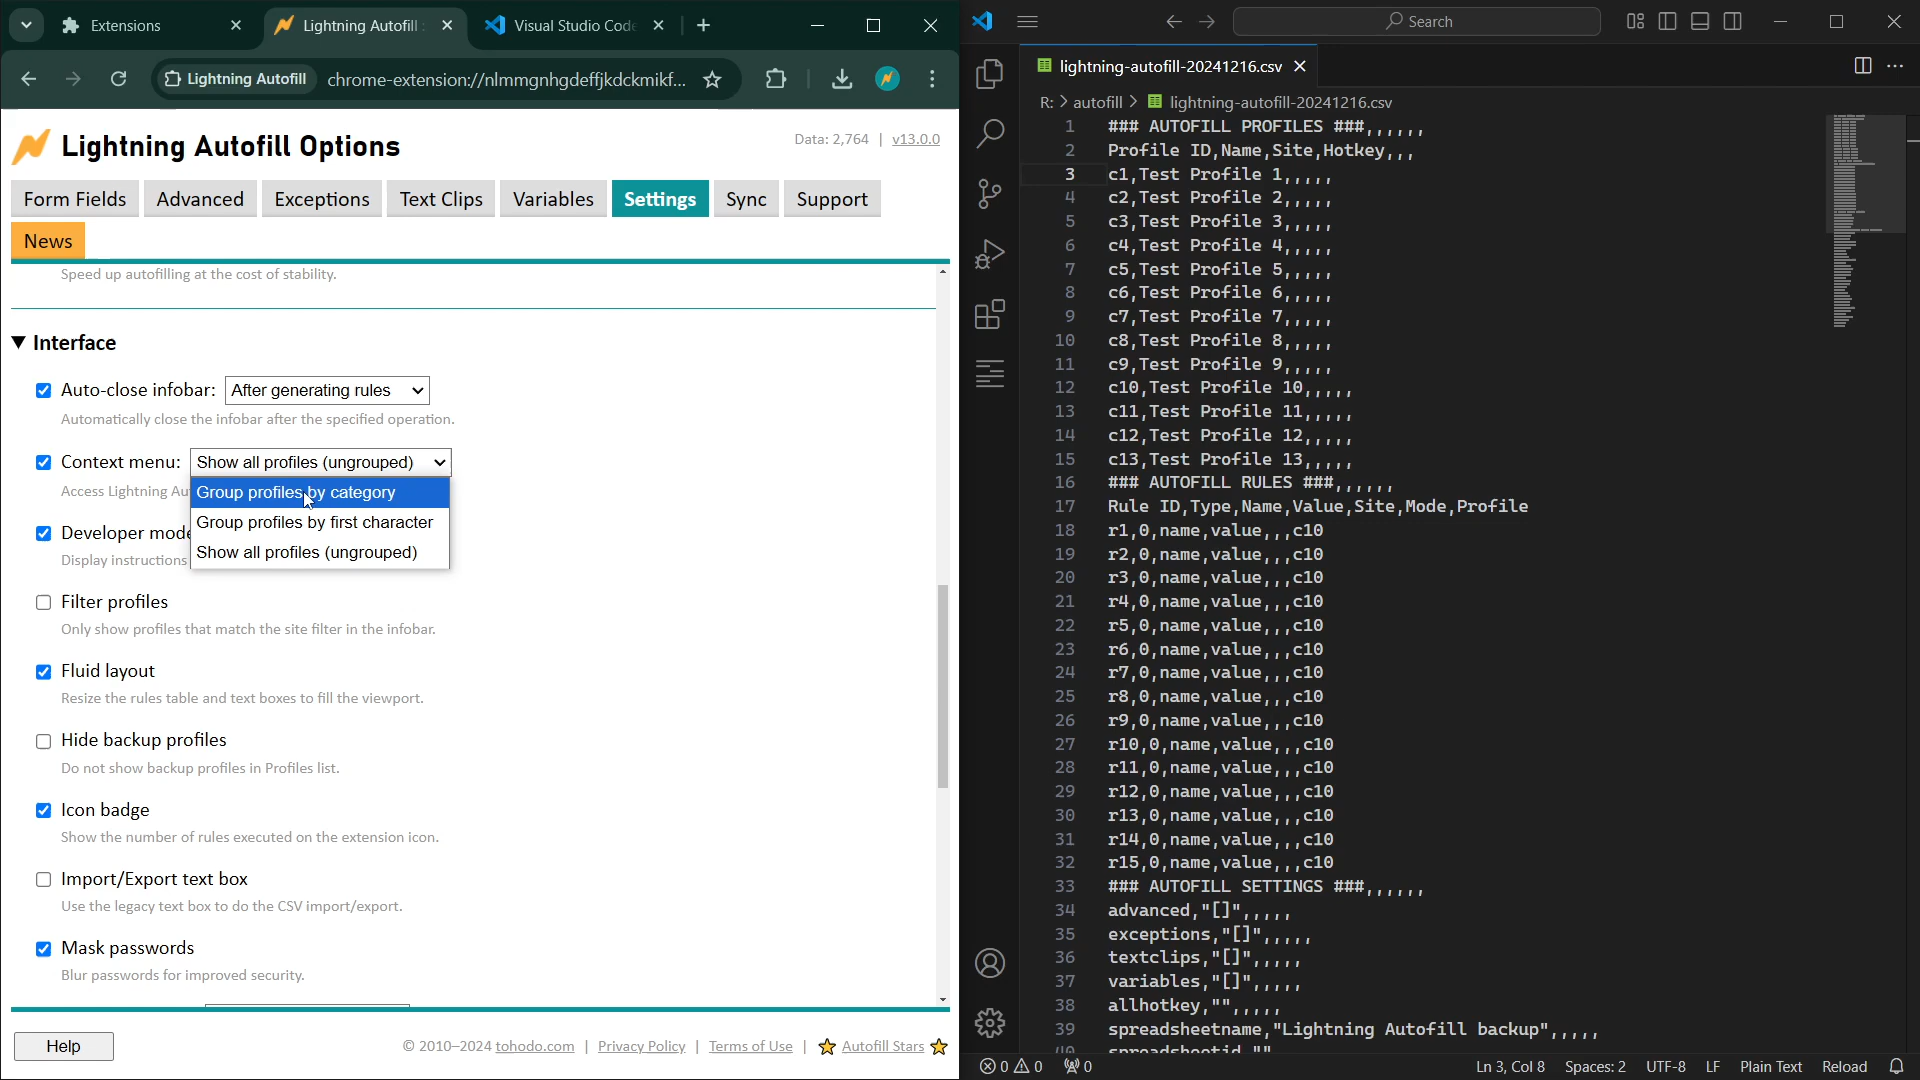 Extensions
Lightning Autofill
Visual Studio Code
Lightning Autofill
chrome-extension://nlmmgnhgdeffjkdckmikf...
Lightning Autofill Options
Data: 2,764 | v13.0.0
Form Fields
Advanced
Exceptions
Text Clips
Variables
Settings
Sync
Support
News
Speed up autofilling at the cost of stability.
Interface
Auto-close infobar: After generating rules
Automatically close the infobar after the specified operation.
Context menu: Show all profiles (ungrouped)
Access Lightning Au
Group profiles by category
Group profiles by first character
Show all profiles (ungrouped)
Developer mode
Display instructions
Filter profiles
Only show profiles that match the site filter in the infobar.
Fluid layout
Resize the rules table and text boxes to fill the viewport.
Hide backup profiles
Do not show backup profiles in Profiles list.
Icon badge
Show the number of rules executed on the extension icon.
Import/Export text box
Use the legacy text box to do the CSV import/export.
Mask passwords
Blur passwords for improved security.
Help
© 2010–2024 tohodo.com | Privacy Policy | Terms of Use | Autofill Stars
Search
lightning-autofill-20241216.csv
R: > autofill > lightning-autofill-20241216.csv
1 ### AUTOFILL PROFILES ###,,,,,,
2 Profile ID,Name,Site,Hotkey,,,
3 c1,Test Profile 1,,,,,
4 c2,Test Profile 2,,,,,
5 c3,Test Profile 3,,,,,
6 c4,Test Profile 4,,,,,
7 c5,Test Profile 5,,,,,
8 c6,Test Profile 6,,,,,
9 c7,Test Profile 7,,,,,
10 c8,Test Profile 8,,,,,
11 c9,Test Profile 9,,,,,
12 c10,Test Profile 10,,,,,
13 c11,Test Profile 11,,,,,
14 c12,Test Profile 12,,,,,
15 c13,Test Profile 13,,,,,
16 ### AUTOFILL RULES ###,,,,,,
17 Rule ID,Type,Name,Value,Site,Mode,Profile
18 r1,0,name,value,,,c10
19 r2,0,name,value,,,c10
20 r3,0,name,value,,,c10
21 r4,0,name,value,,,c10
22 r5,0,name,value,,,c10
23 r6,0,name,value,,,c10
24 r7,0,name,value,,,c10
25 r8,0,name,value,,,c10
26 r9,0,name,value,,,c10
27 r10,0,name,value,,,c10
28 r11,0,name,value,,,c10
29 r12,0,name,value,,,c10
30 r13,0,name,value,,,c10
31 r14,0,name,value,,,c10
32 r15,0,name,value,,,c10
33 ### AUTOFILL SETTINGS ###,,,,,,
34 advanced,"[]",,,,,
35 exceptions,"[]",,,,,
36 textclips,"[]",,,,,
37 variables,"[]",,,,,
38 allhotkey,"",,,,,
39 spreadsheetname,"Lightning Autofill backup",,,,,
40 spreadsheetid,""
0 0 0
Ln 3, Col 8
Spaces: 2
UTF-8
LF
Plain Text
Reload